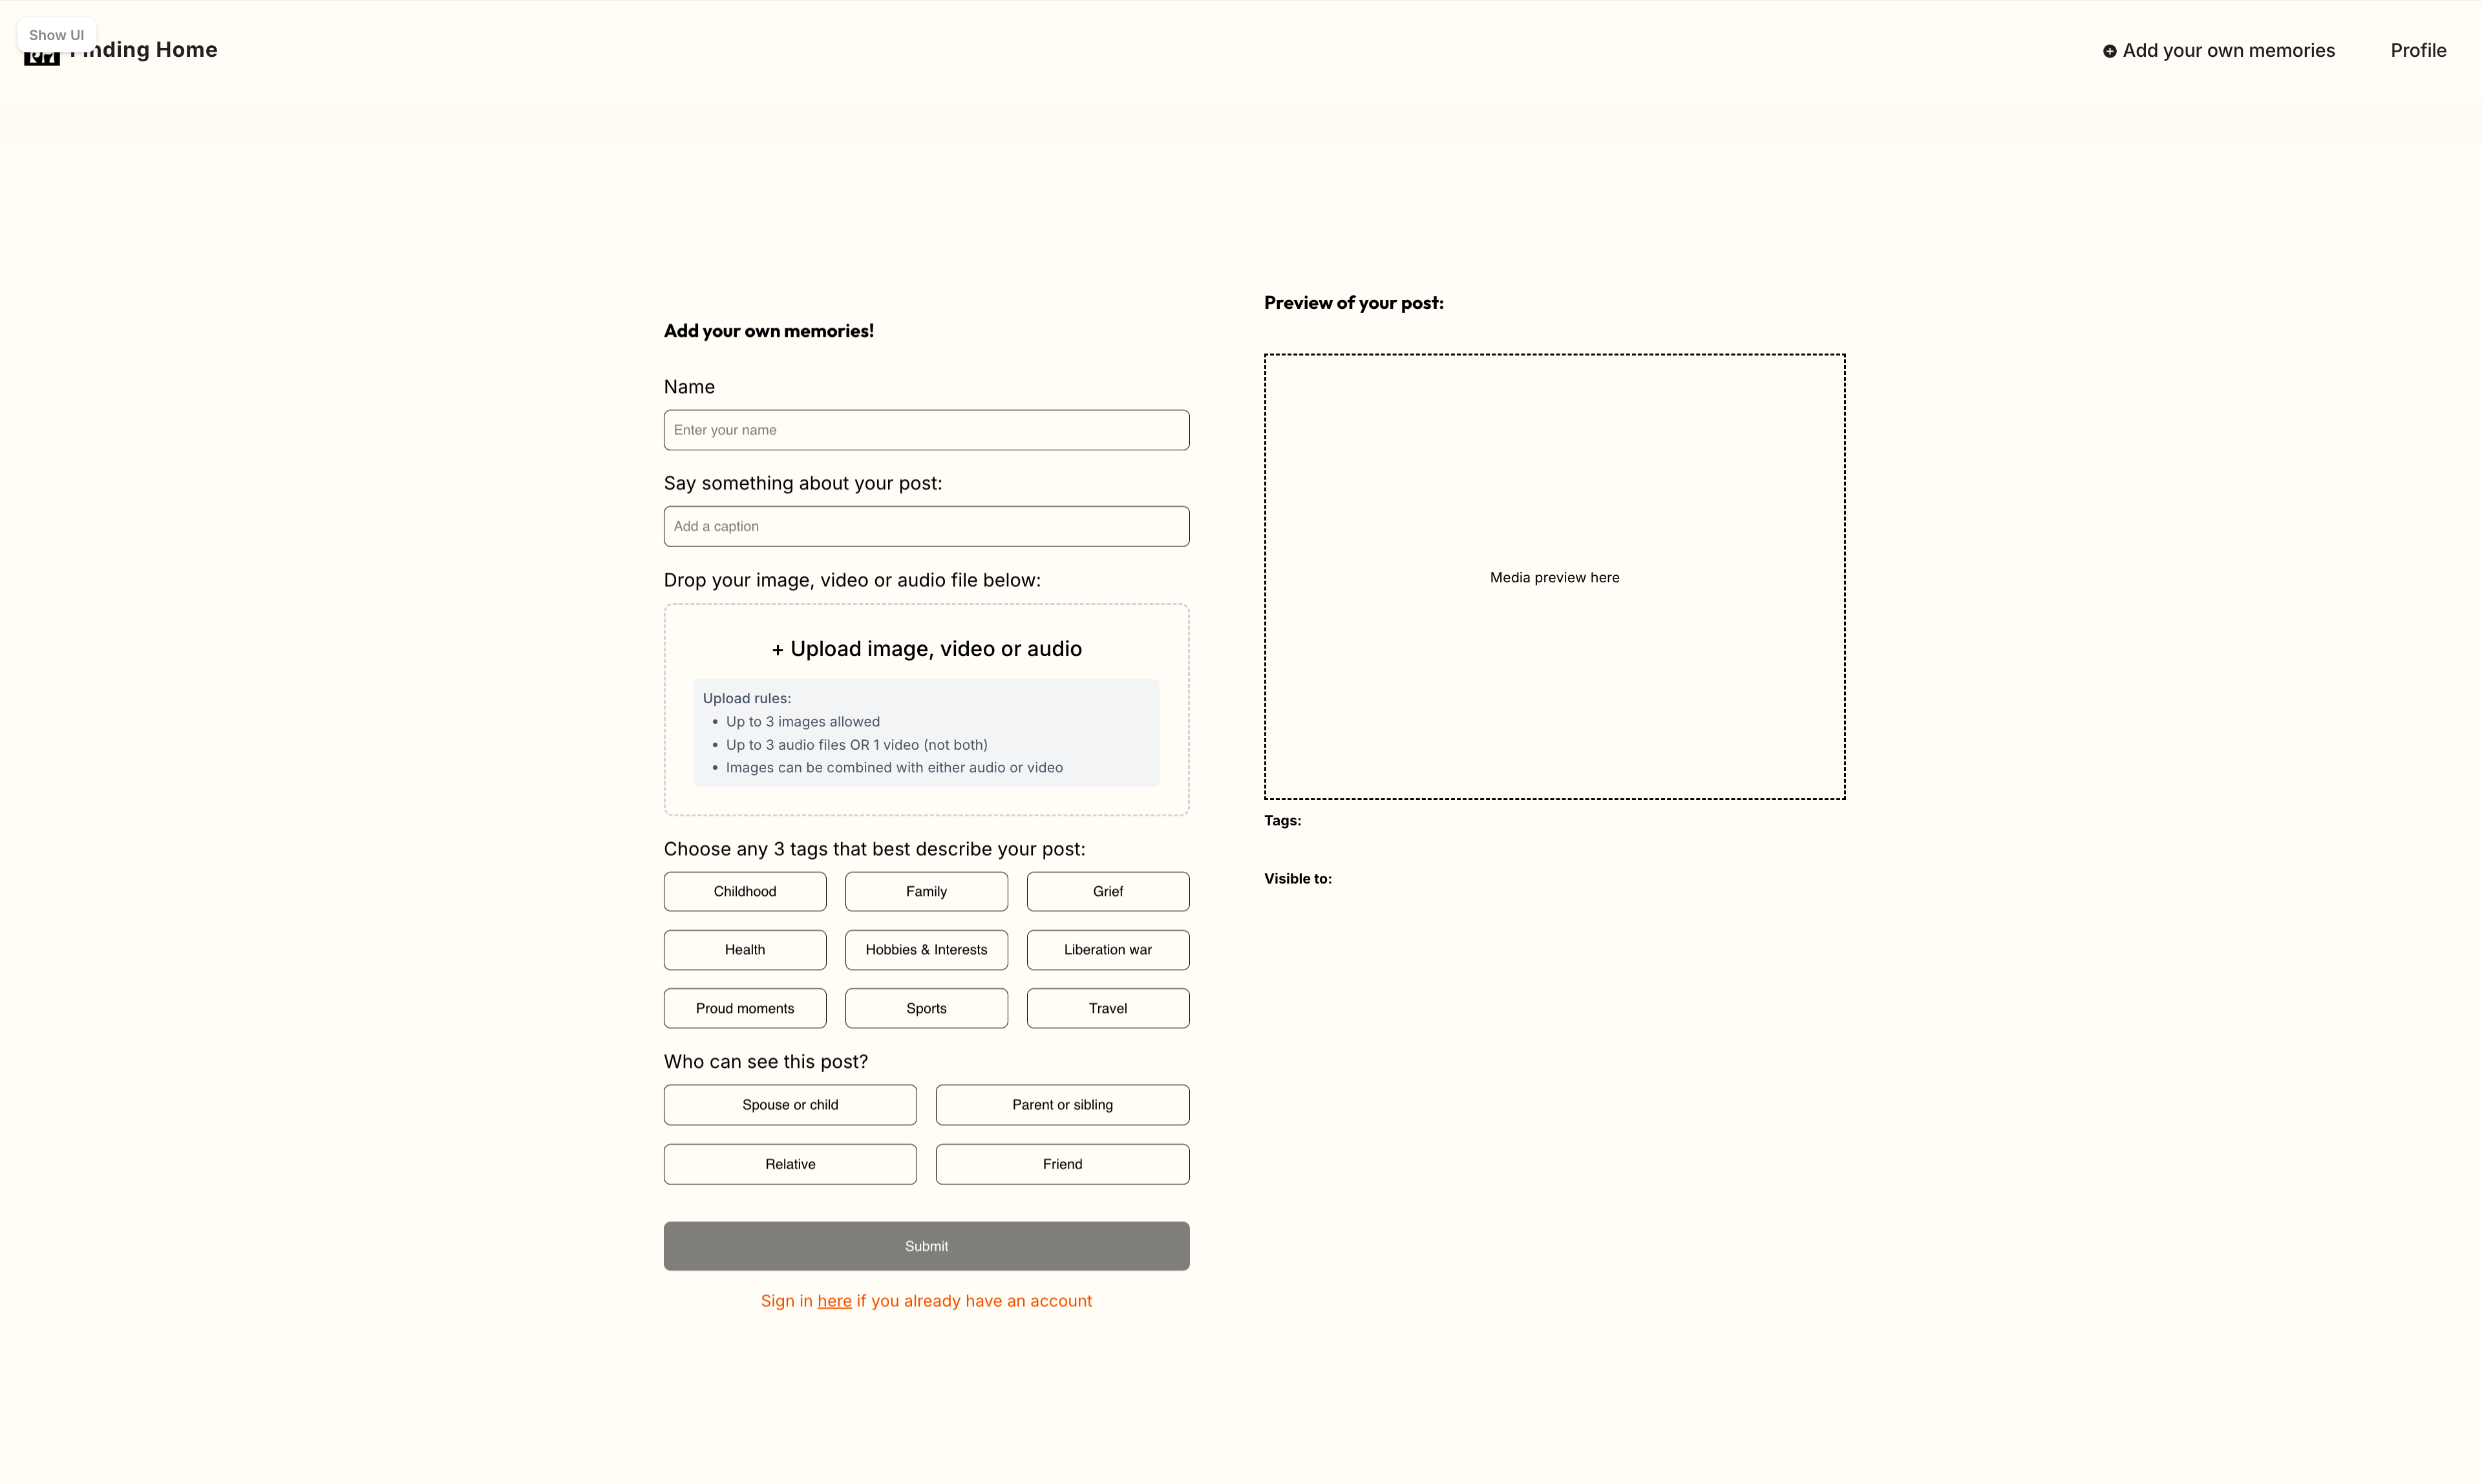 Show UI
Finding Home
Add your own memories
Profile
Add your own memories!
Name
Enter your name
Say something about your post:
Add a caption
Drop your image, video or audio file below:
+ Upload image, video or audio
Upload rules:
• Up to 3 images allowed
• Up to 3 audio files OR 1 video (not both)
• Images can be combined with either audio or video
Choose any 3 tags that best describe your post:
Childhood
Family
Grief
Health
Hobbies & Interests
Liberation war
Proud moments
Sports
Travel
Who can see this post?
Spouse or child
Parent or sibling
Relative
Friend
Submit
Sign in here if you already have an account
Preview of your post:
Media preview here
Tags:
Visible to: